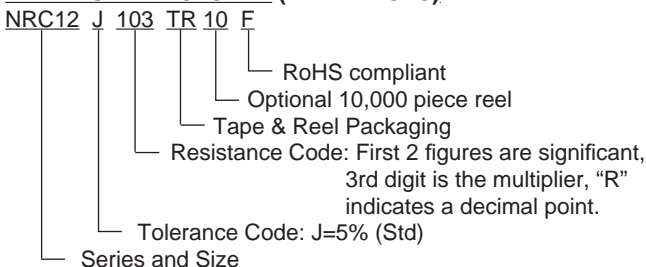 NRC12 J 103 TR 10 F
RoHS compliant
Optional 10,000 piece reel
Tape & Reel Packaging
Resistance Code: First 2 figures are significant,
3rd digit is the multiplier, “R”
indicates a decimal point.
Tolerance Code: J=5% (Std)
Series and Size